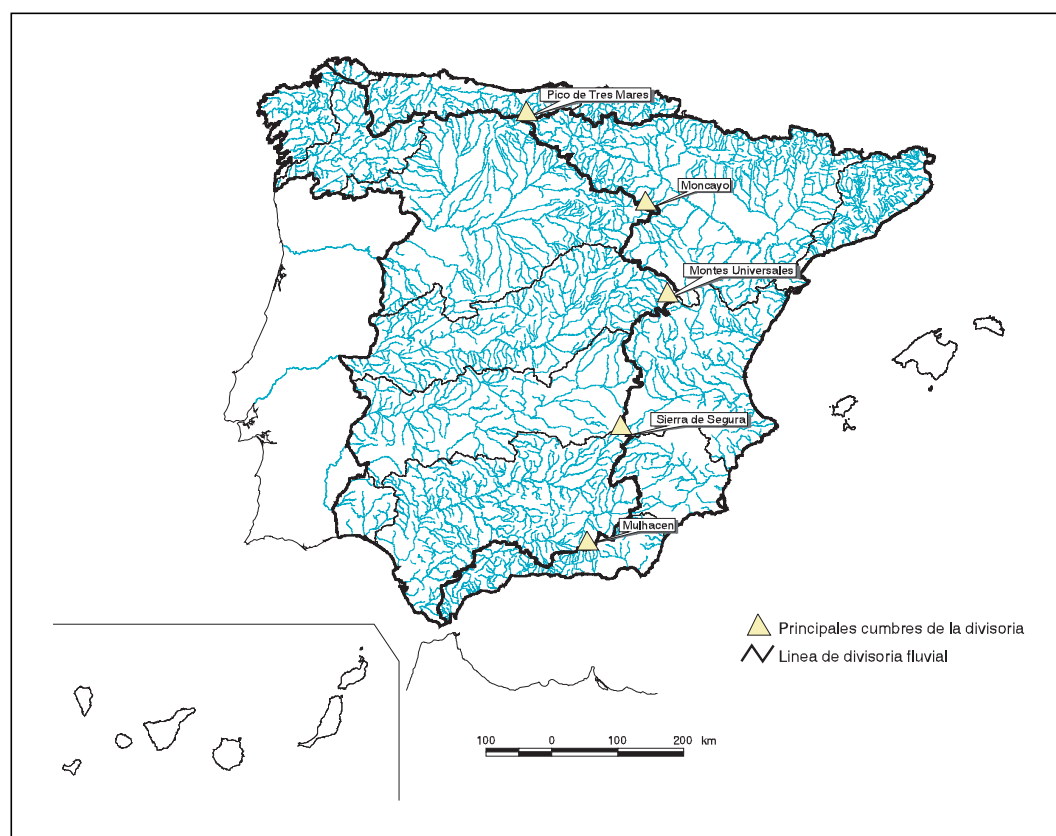 Pico de Tres Mares
Moncayo
Montes Universales
Sierra de Segura
Mulhacen
Principales cumbres de la divisoria
Linea de divisoria fluvial
100 0 100 200 km